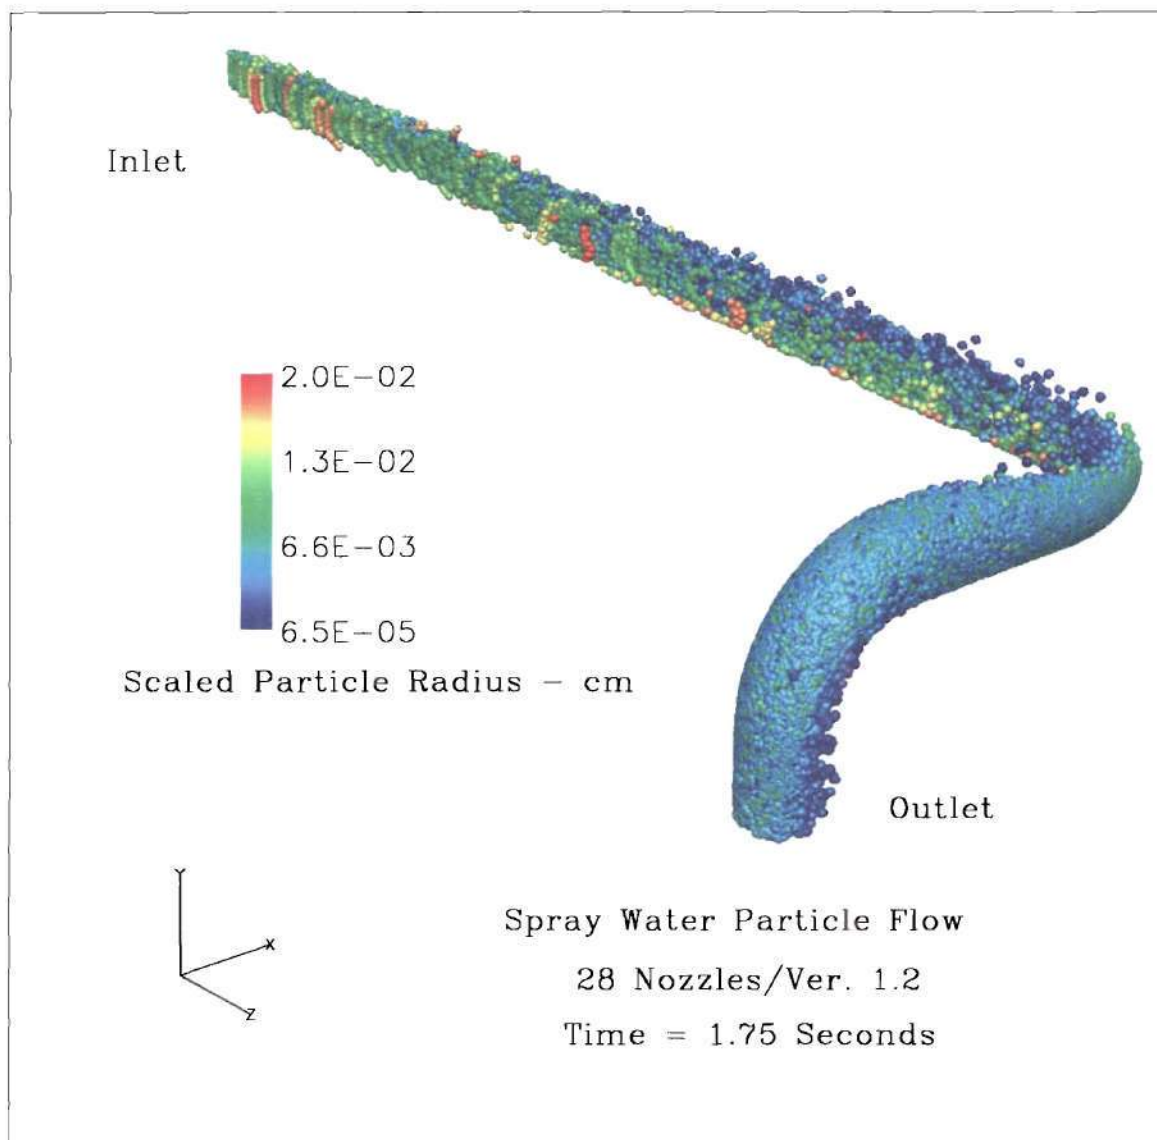 Inlet
2.0E−02
1.3E−02
6.6E−03
6.5E−05
Scaled Particle Radius − cm
Outlet
Y
X
Z
Spray Water Particle Flow
28 Nozzles/Ver. 1.2
Time = 1.75 Seconds